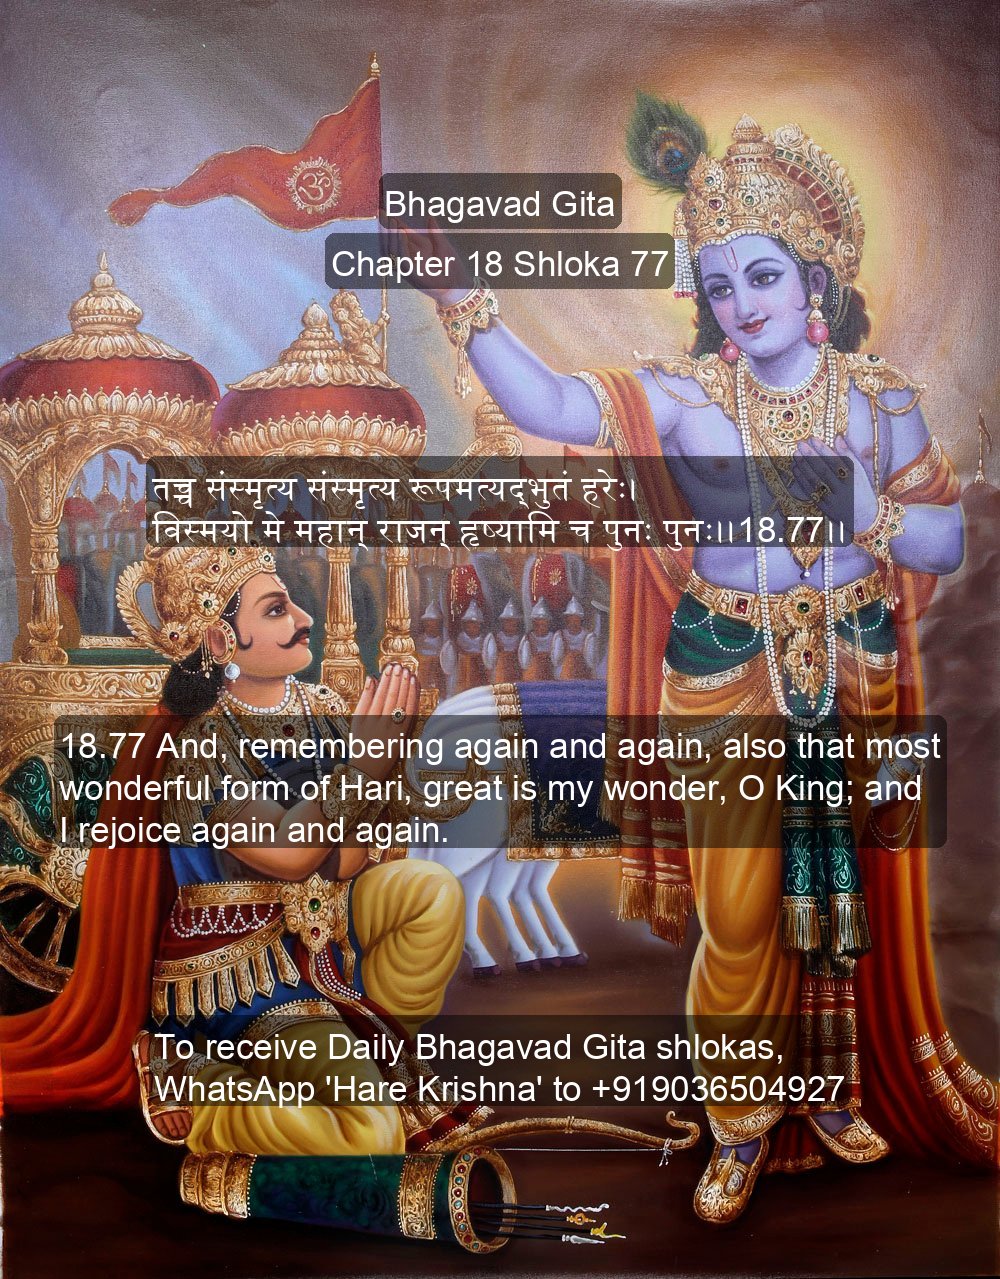 ॐ
Bhagavad Gita
Chapter 18 Shloka 77
तच्च संस्मृत्य संस्मृत्य रूपमत्यद्भुतं हरेः।
विस्मयो मे महान् राजन् हृष्यामि च पुनः पुनः।।18.77।।
18.77 And, remembering again and again, also that most
wonderful form of Hari, great is my wonder, O King; and
I rejoice again and again.
To receive Daily Bhagavad Gita shlokas,
WhatsApp 'Hare Krishna' to +919036504927